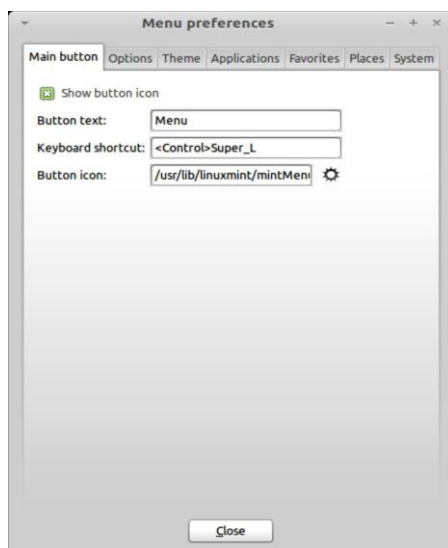 Menu preferences
Main button Options Theme Applications Favorites Places System
Show button icon
Button text: Menu
Keyboard shortcut: <Control>Super_L
Button icon: /usr/lib/linuxmint/mintMenu
Close